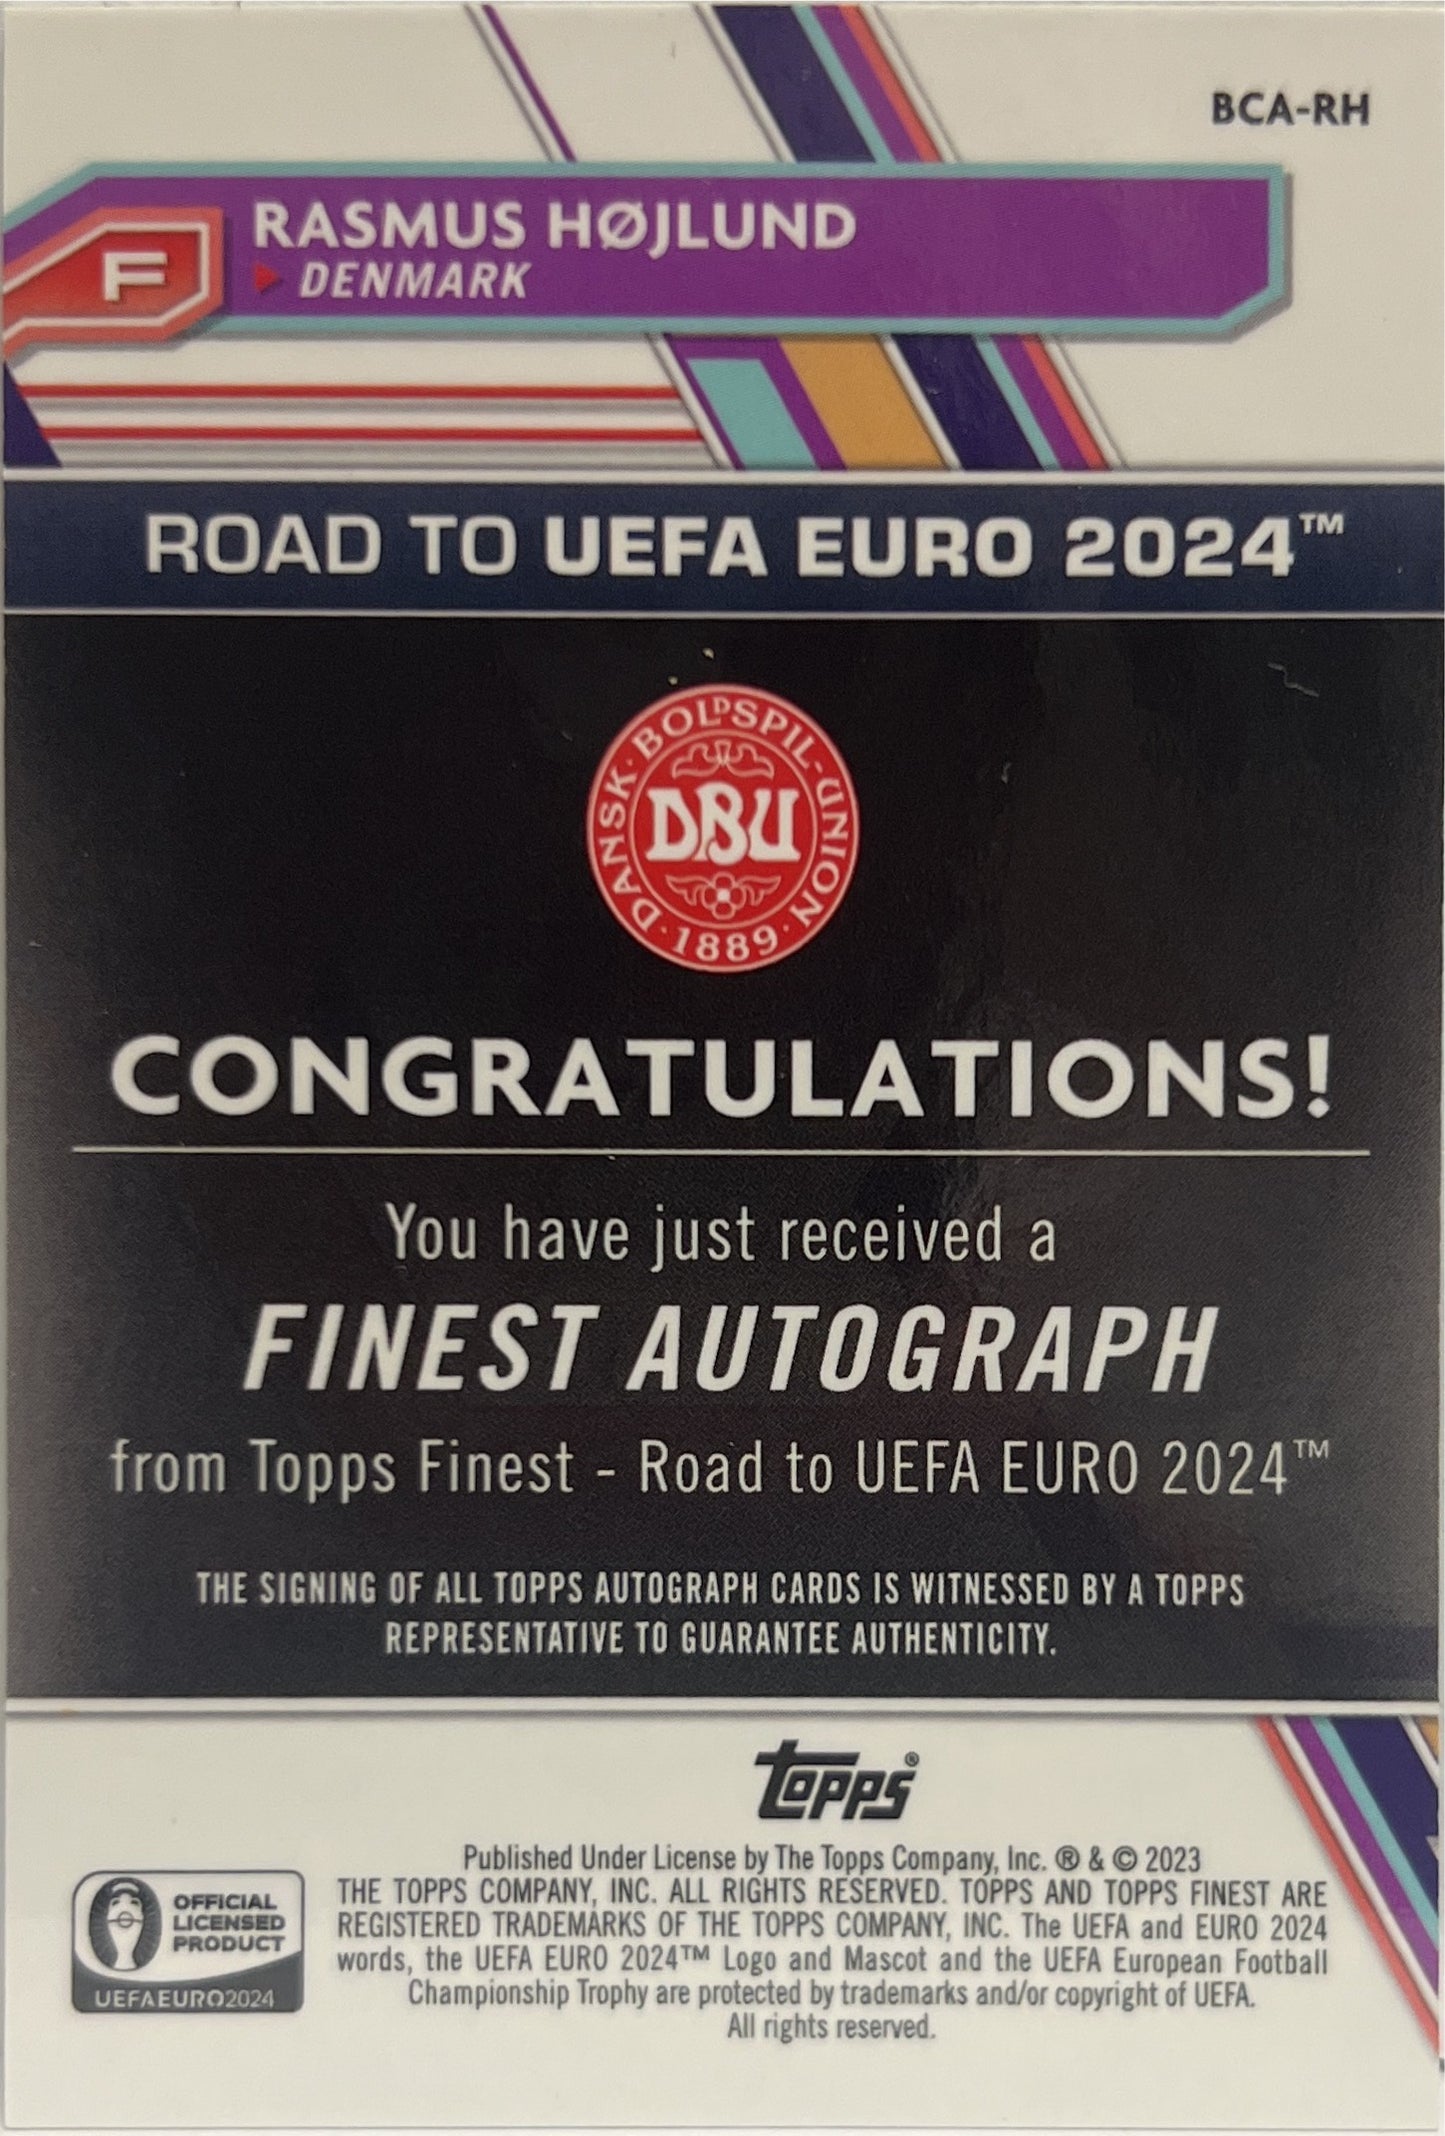 BCA-RH
F
RASMUS HØJLUND
DENMARK
ROAD TO UEFA EURO 2024™
DANSK · BOLDSPIL-UNION · 1889 ·
DBU
CONGRATULATIONS!
You have just received a
FINEST AUTOGRAPH
from Topps Finest - Road to UEFA EURO 2024™
THE SIGNING OF ALL TOPPS AUTOGRAPH CARDS IS WITNESSED BY A TOPPS
REPRESENTATIVE TO GUARANTEE AUTHENTICITY.
Topps®
Published Under License by The Topps Company, Inc. ® & © 2023
THE TOPPS COMPANY, INC. ALL RIGHTS RESERVED. TOPPS AND TOPPS FINEST ARE
REGISTERED TRADEMARKS OF THE TOPPS COMPANY, INC. The UEFA and EURO 2024
words, the UEFA EURO 2024™ Logo and Mascot and the UEFA European Football
Championship Trophy are protected by trademarks and/or copyright of UEFA.
All rights reserved.
OFFICIAL
LICENSED
PRODUCT
UEFAEURO2024